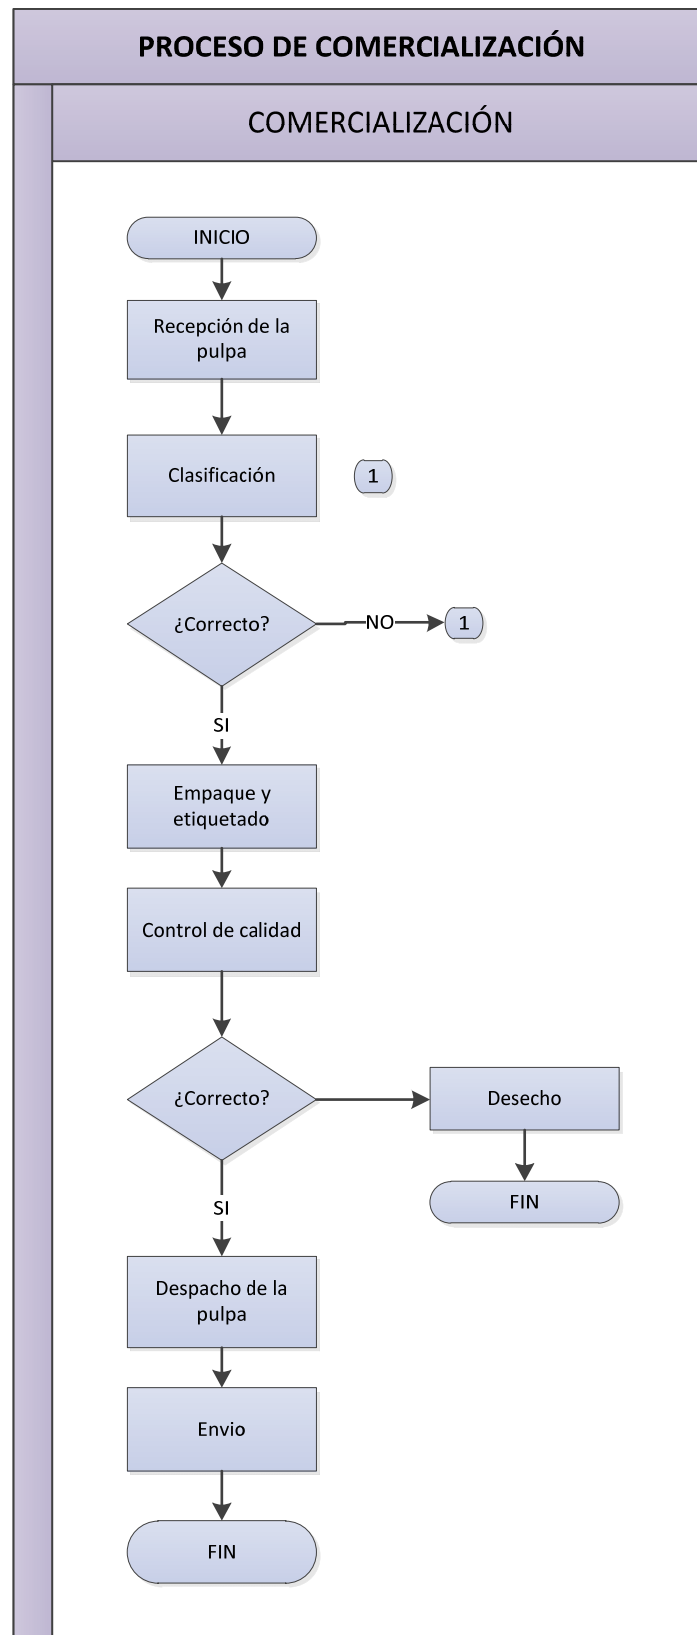 PROCESO DE COMERCIALIZACIÓN
COMERCIALIZACIÓN
INICIO
Recepción de la
pulpa
Clasificación
1
¿Correcto?
NO
1
SI
Empaque y
etiquetado
Control de calidad
¿Correcto?
Desecho
FIN
SI
Despacho de la
pulpa
Envio
FIN